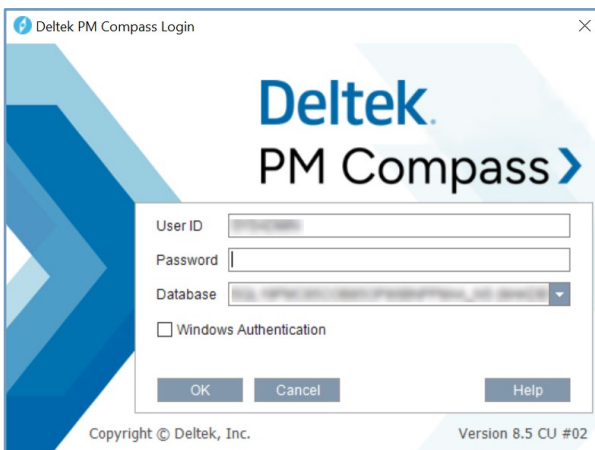 Deltek PM Compass Login
Deltek.
PM Compass
User ID
Password
Database
Windows Authentication
OK Cancel Help
Copyright © Deltek, Inc. Version 8.5 CU #02